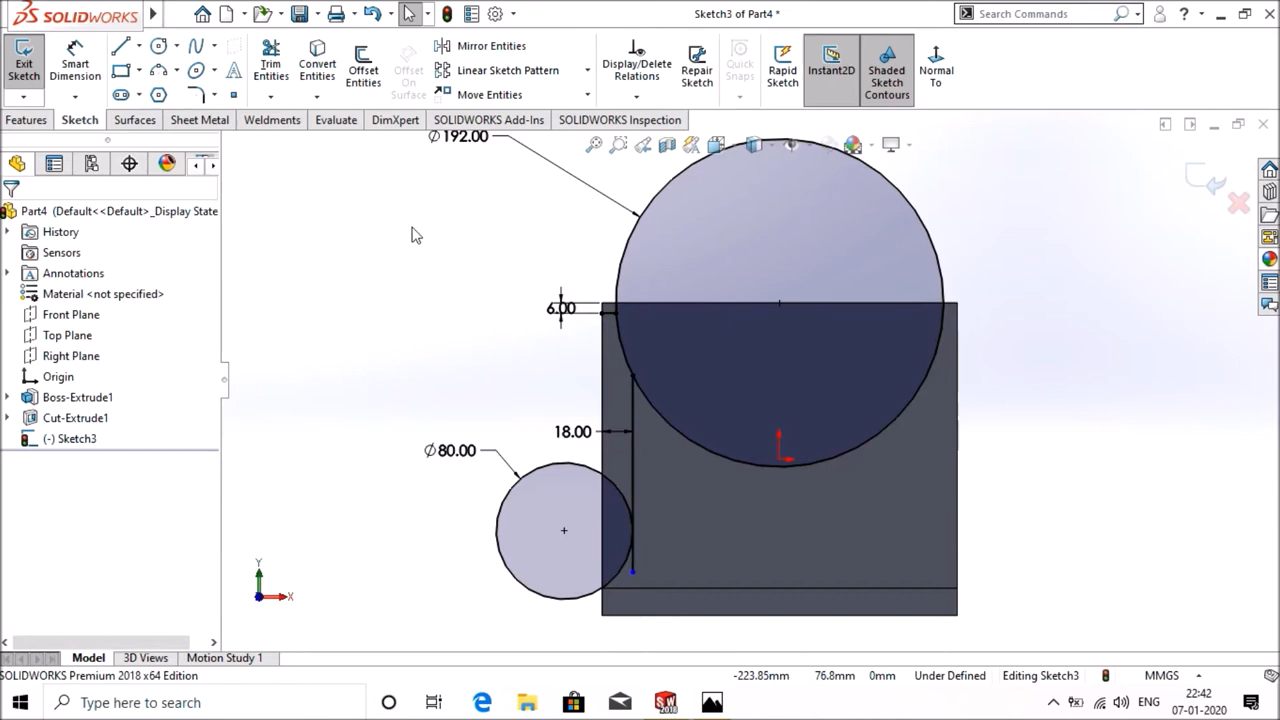 SOLIDWORKS
Sketch3 of Part4 *
Search Commands
?
Exit Sketch
Smart Dimension
Trim Entities
Convert Entities
Offset Entities
Offset On Surface
Mirror Entities
Linear Sketch Pattern
Move Entities
Display/Delete Relations
Repair Sketch
Quick Snaps
Rapid Sketch
Instant2D
Shaded Sketch Contours
Normal To
Features
Sketch
Surfaces
Sheet Metal
Weldments
Evaluate
DimXpert
SOLIDWORKS Add-Ins
SOLIDWORKS Inspection
Part4 (Default<<Default>_Display State
History
Sensors
Annotations
Material <not specified>
Front Plane
Top Plane
Right Plane
Origin
Boss-Extrude1
Cut-Extrude1
(-) Sketch3
∅192.00
6.00
18.00
∅80.00
Y
X
Model
3D Views
Motion Study 1
SOLIDWORKS Premium 2018 x64 Edition
-223.85mm
76.8mm
0mm
Under Defined
Editing Sketch3
MMGS
Type here to search
SW
2018
ENG
22:42
07-01-2020